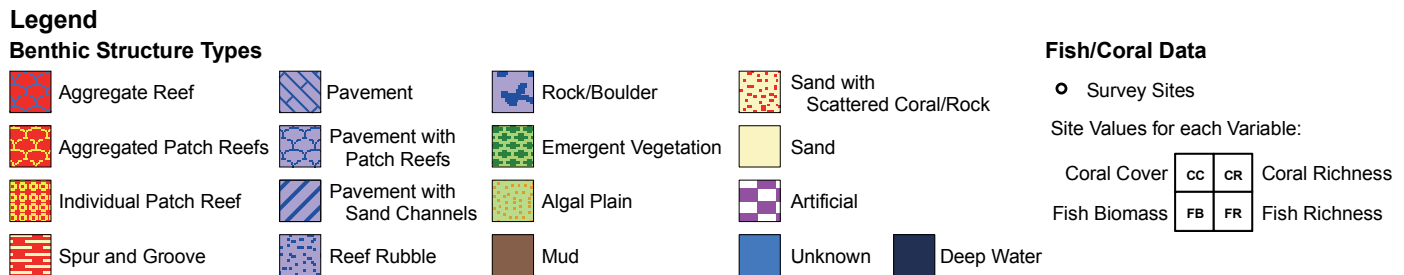 Legend
Benthic Structure Types
Aggregate Reef
Aggregated Patch Reefs
Individual Patch Reef
Spur and Groove
Pavement
Pavement with
Patch Reefs
Pavement with
Sand Channels
Reef Rubble
Rock/Boulder
Emergent Vegetation
Algal Plain
Mud
Sand with
Scattered Coral/Rock
Sand
Artificial
Unknown
Deep Water
Fish/Coral Data
Survey Sites
Site Values for each Variable:
Coral Cover CC CR Coral Richness
Fish Biomass FB FR Fish Richness